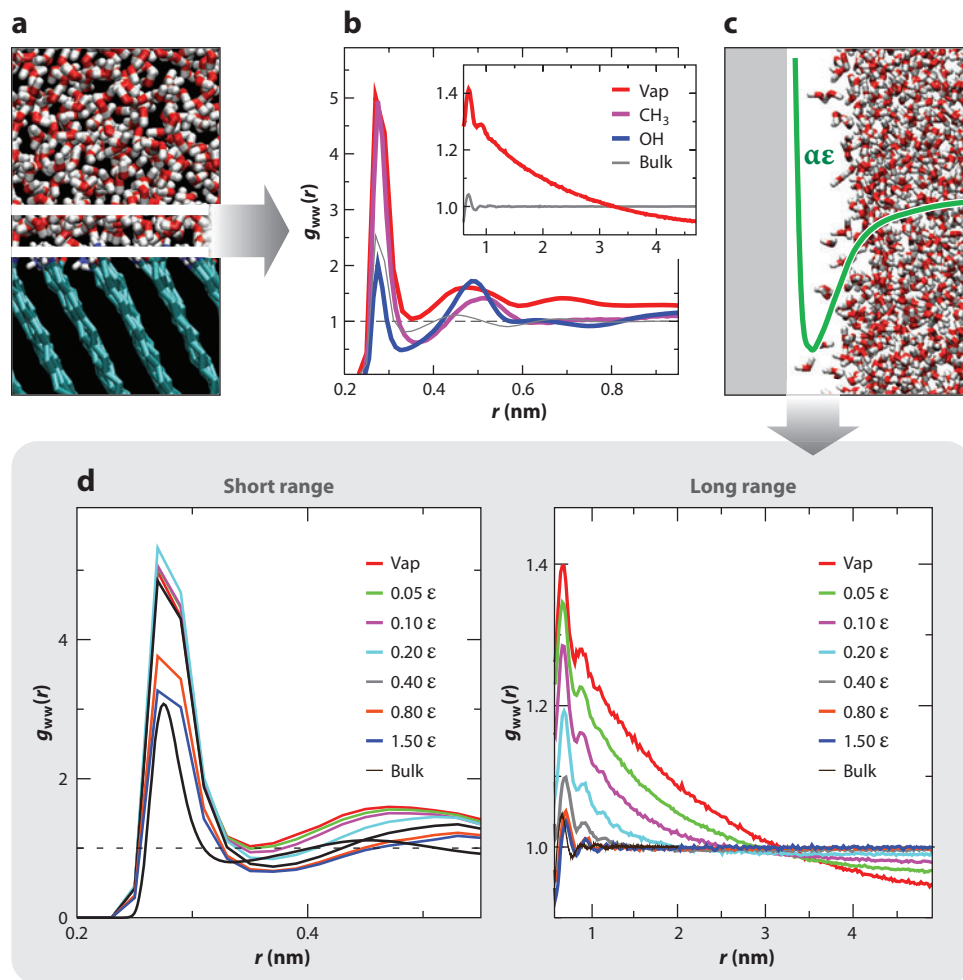 a
b
5
4
3
2
1
g_ww(r)
0.2
0.4
0.6
0.8
r (nm)
1.4
1.2
1.0
1
2
3
4
Vap
CH₃
OH
Bulk
c
αε
d
Short range
4
2
0
g_ww(r)
0.2
0.4
r (nm)
Vap
0.05 ε
0.10 ε
0.20 ε
0.40 ε
0.80 ε
1.50 ε
Bulk
Long range
1.4
1.2
1.0
g_ww(r)
1
2
3
4
r (nm)
Vap
0.05 ε
0.10 ε
0.20 ε
0.40 ε
0.80 ε
1.50 ε
Bulk